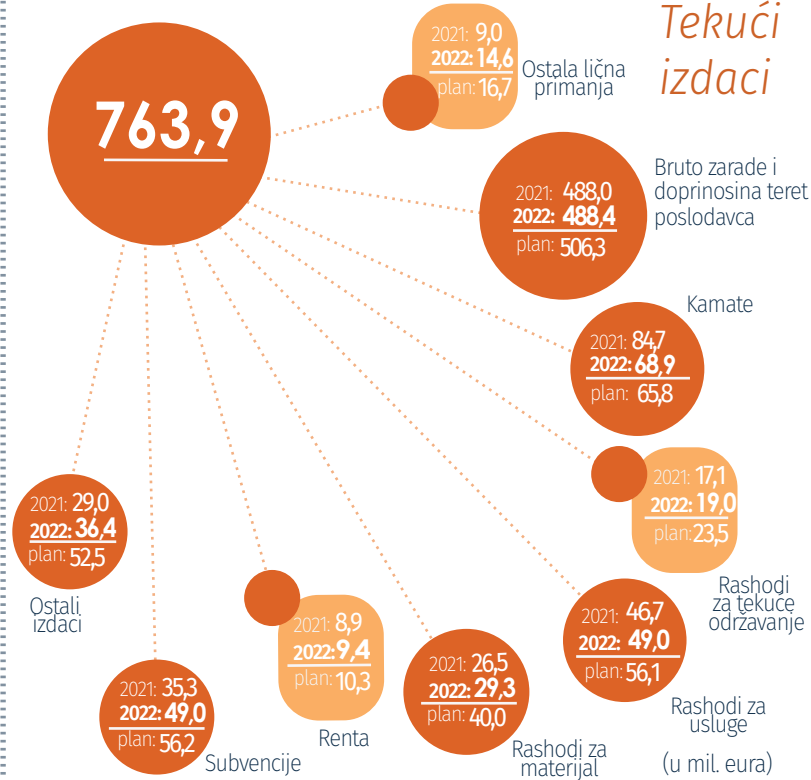 Tekući
izdaci
763,9
2021: 9,0
2022: 14,6
plan: 16,7
Ostala lična
primanja
2021: 488,0
2022: 488,4
plan: 506,3
Bruto zarade i
doprinosina teret
poslodavca
Kamate
2021: 84,7
2022: 68,9
plan: 65,8
2021: 17,1
2022: 19,0
plan: 23,5
Rashodi
za tekuće
održavanje
2021: 46,7
2022: 49,0
plan: 56,1
Rashodi za
usluge
2021: 26,5
2022: 29,3
plan: 40,0
Rashodi za
materijal
2021: 8,9
2022: 9,4
plan: 10,3
Renta
2021: 35,3
2022: 49,0
plan: 56,2
Subvencije
2021: 29,0
2022: 36,4
plan: 52,5
Ostali
izdaci
(u mil. eura)